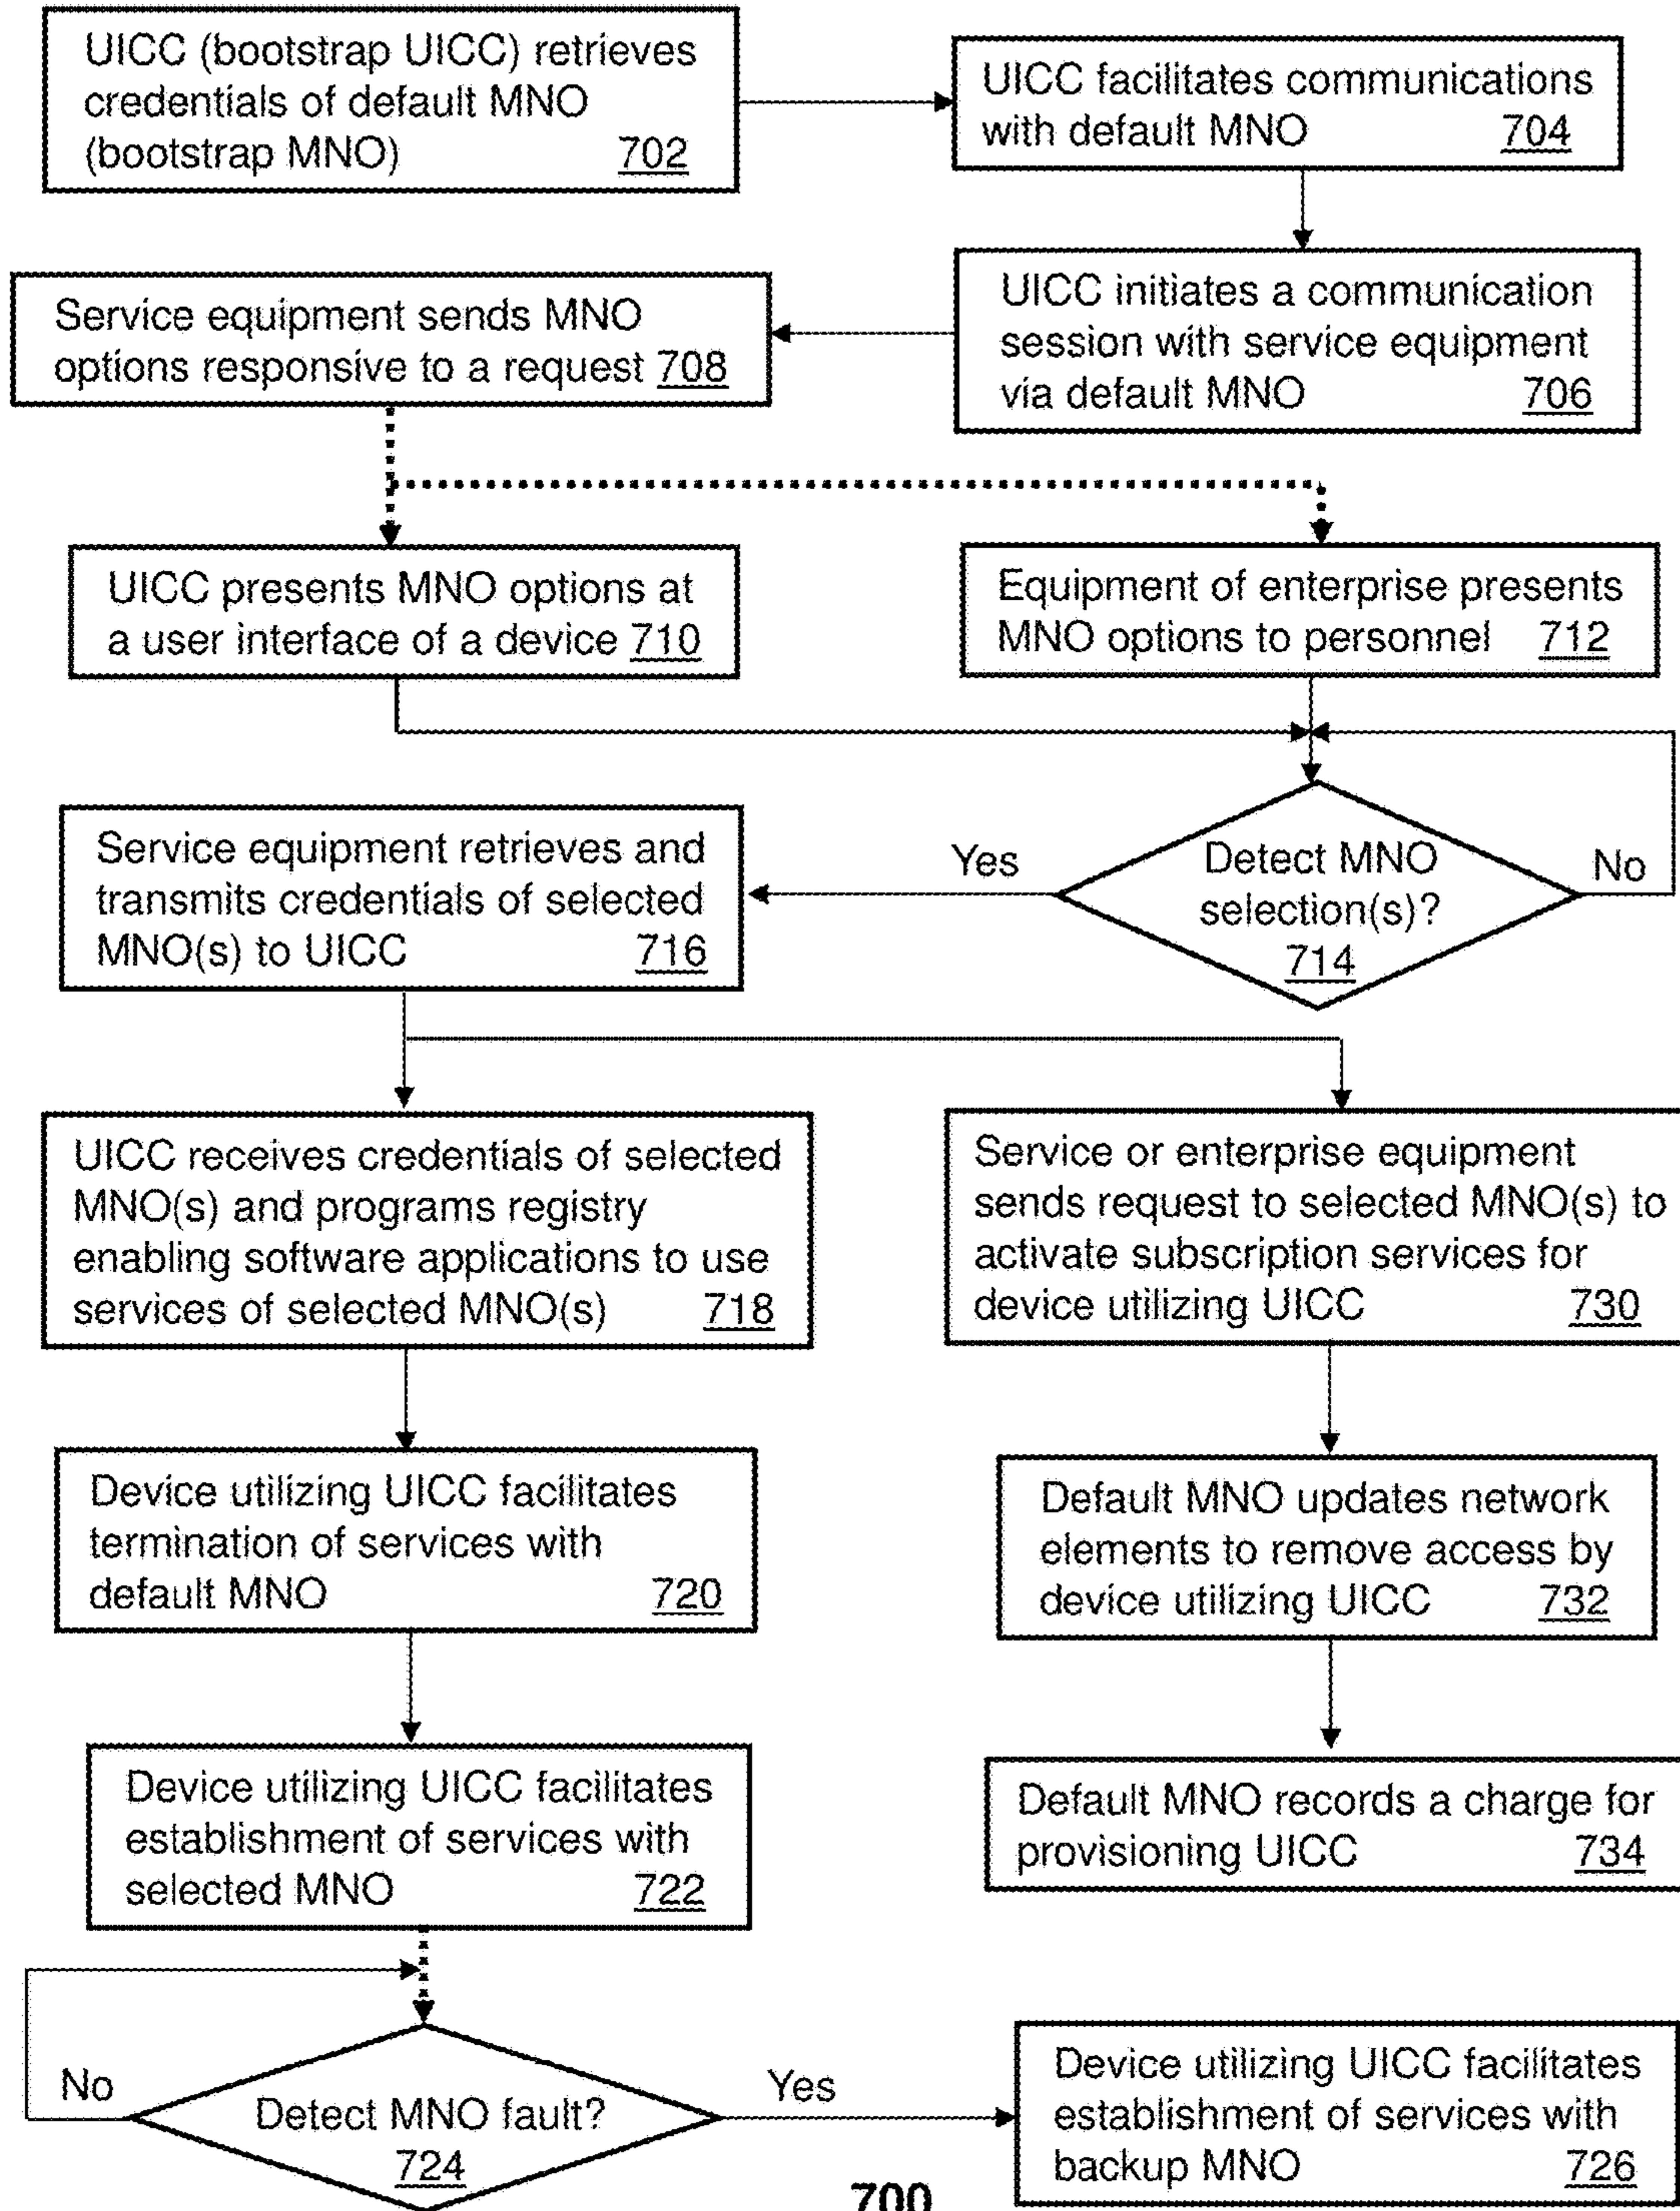 UICC (bootstrap UICC) retrieves
credentials of default MNO
(bootstrap MNO) 702
UICC facilitates communications
with default MNO 704
UICC initiates a communication
session with service equipment
via default MNO 706
Service equipment sends MNO
options responsive to a request 708
UICC presents MNO options at
a user interface of a device 710
Equipment of enterprise presents
MNO options to personnel 712
Detect MNO
selection(s)?
714
No
Yes
Service equipment retrieves and
transmits credentials of selected
MNO(s) to UICC 716
UICC receives credentials of selected
MNO(s) and programs registry
enabling software applications to use
services of selected MNO(s) 718
Service or enterprise equipment
sends request to selected MNO(s) to
activate subscription services for
device utilizing UICC 730
Device utilizing UICC facilitates
termination of services with
default MNO 720
Default MNO updates network
elements to remove access by
device utilizing UICC 732
Device utilizing UICC facilitates
establishment of services with
selected MNO 722
Default MNO records a charge for
provisioning UICC 734
No
Detect MNO fault?
724
Yes
Device utilizing UICC facilitates
establishment of services with
backup MNO 726
700